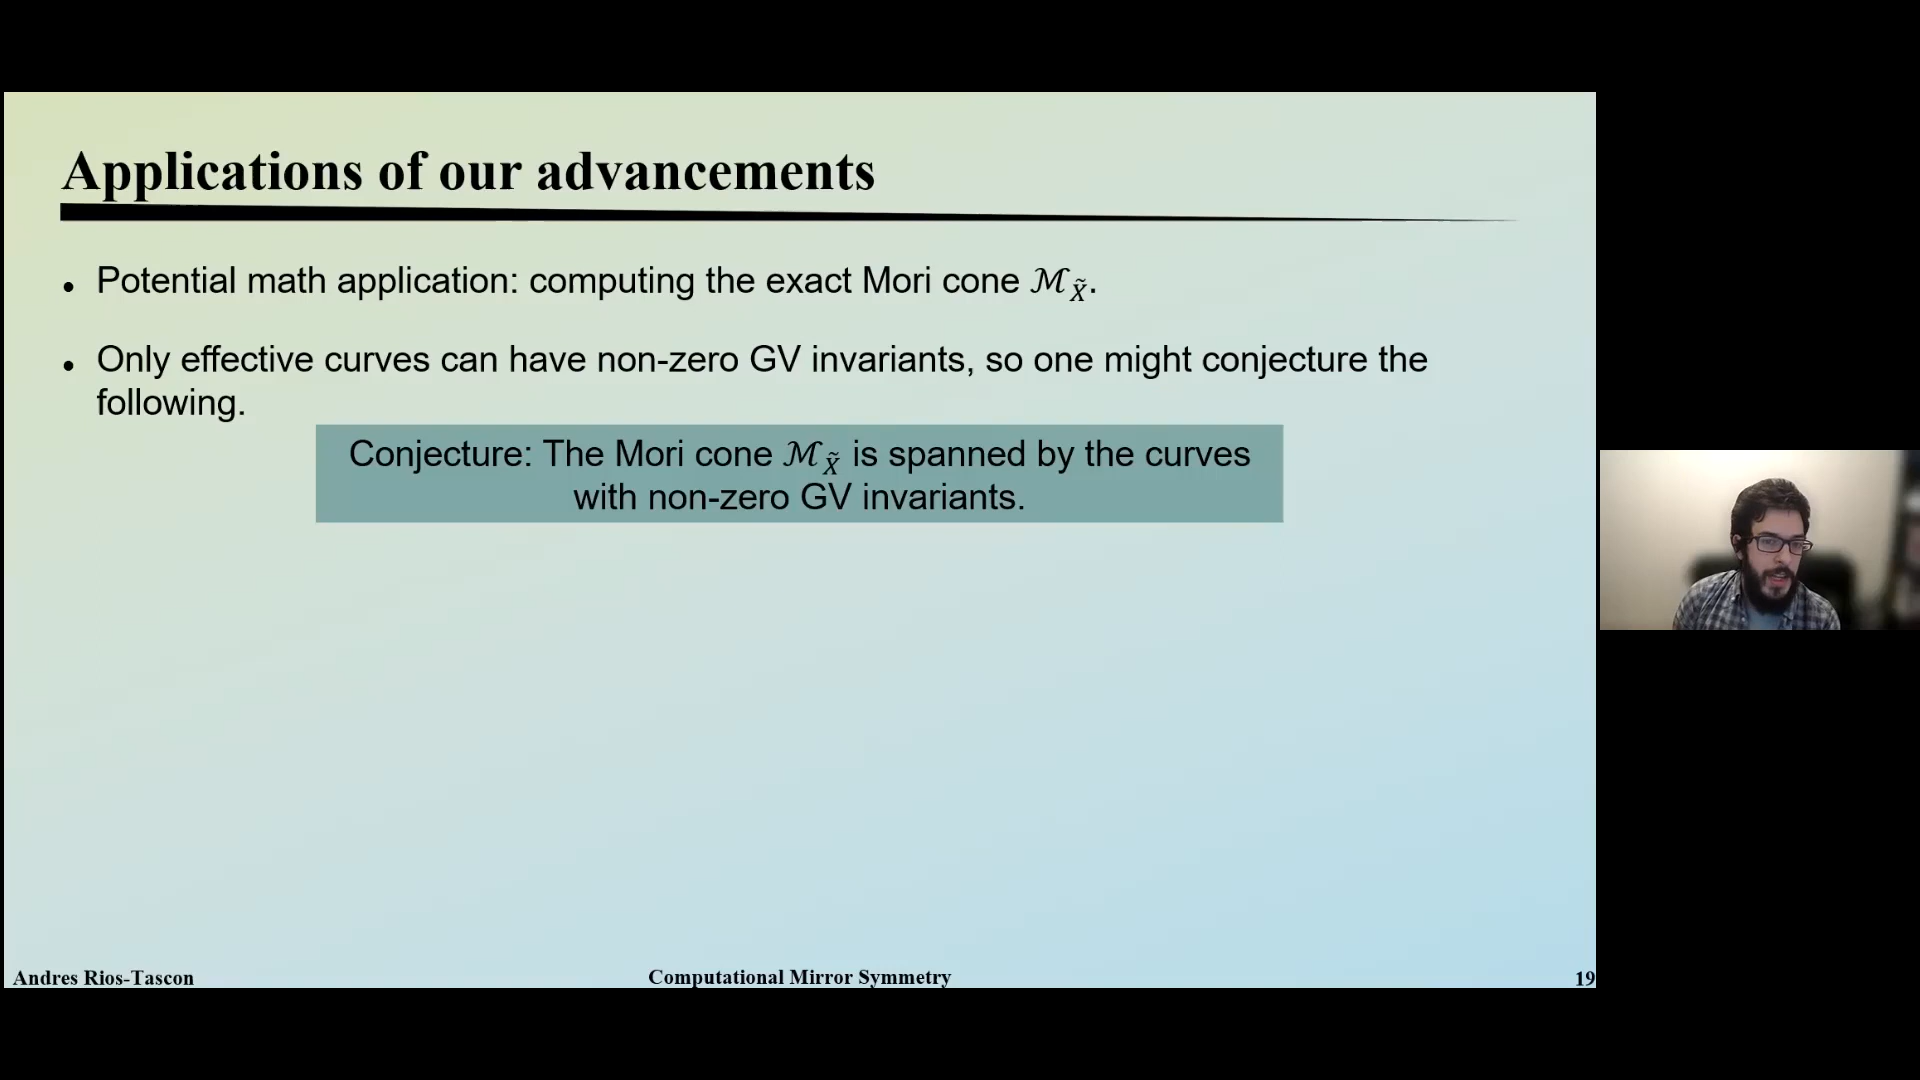 Applications of our advancements
• Potential math application: computing the exact Mori cone ℳ_X̃.
• Only effective curves can have non-zero GV invariants, so one might conjecture the
following.
Conjecture: The Mori cone ℳ_X̃ is spanned by the curves
with non-zero GV invariants.
Andres Rios-Tascon
Computational Mirror Symmetry
19